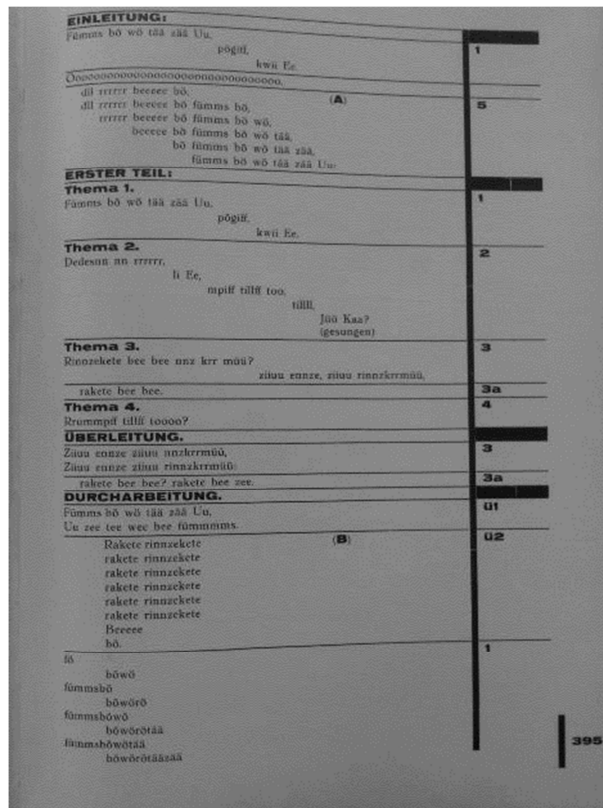 EINLEITUNG:
Fümms bö wö tää zää Uu,
pögiff,
kwii Ee.
1
Ooooooooooooooooooooooooooooooo,
dll rrrrrr beeeee bö,
(A)
5
dll rrrrrr beeeee bö fümms bö,
rrrrrr beeeee bö fümms bö wö,
beeeee bö fümms bö wö tää,
bö fümms bö wö tää zää,
fümms bö wö tää zää Uu:
ERSTER TEIL:
Thema 1.
1
Fümms bö wö tää zää Uu,
pögiff,
kwii Ee.
Thema 2.
2
Dedesnn nn rrrrrr,
Ii Ee,
mpiff tillff too,
tillll,
Jüü Kaa?
(gesungen)
Thema 3.
3
Rinnzekete bee bee nnz krr müü?
ziiuu ennze, ziiuu rinnzkrrmüü,
rakete bee bee.
3a
Thema 4.
4
Rrummpff tillff toooo?
ÜBERLEITUNG.
Ziiuu ennze ziiuu nnzkrrmüü,
3
Ziiuu ennze ziiuu rinnzkrrmüü;
rakete bee bee? rakete bee zee.
3a
DURCHARBEITUNG.
Fümms bö wö tää zää Uu,
ü1
Uu zee tee wee bee fümmmms.
Rakete rinnzekete
(B)
ü2
rakete rinnzekete
rakete rinnzekete
rakete rinnzekete
rakete rinnzekete
rakete rinnzekete
Beeeee
bö.
fö
1
böwö
fümmsbö
böwörö
fümmsböwö
böwörötää
fümmsböwötää
böwörötääzää
395